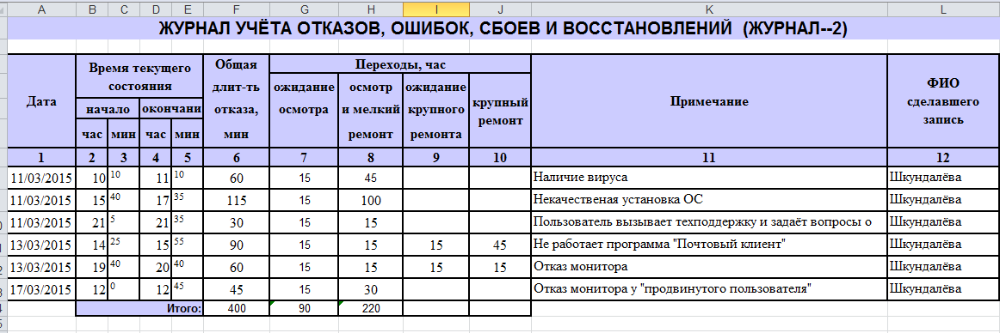 A B C D E F G H I J K L
ЖУРНАЛ УЧЁТА ОТКАЗОВ, ОШИБОК, СБОЕВ И ВОССТАНОВЛЕНИЙ (ЖУРНАЛ--2)
Дата
Время текущего
состояния
начало окончани
час мин час мин
Общая
длит-ть
отказа,
мин
Переходы, час
ожидание
осмотра
осмотр
и мелкий
ремонт
ожидание
крупного
ремонта
крупный
ремонт
Примечание
ФИО
сделавшего
запись
1 2 3 4 5 6 7 8 9 10 11 12
11/03/2015 10 10 11 10 60 15 45 Наличие вируса Шкундалёва
11/03/2015 15 40 17 35 115 15 100 Некачественая установка ОС Шкундалёва
11/03/2015 21 5 21 35 30 15 15 Пользователь вызывает техподдержку и задаёт вопросы о Шкундалёва
13/03/2015 14 25 15 55 90 15 15 15 45 Не работает программа "Почтовый клиент" Шкундалёва
13/03/2015 19 40 20 40 60 15 15 15 15 Отказ монитора Шкундалёва
17/03/2015 12 0 12 45 45 15 30 Отказ монитора у "продвинутого пользователя" Шкундалёва
Итого: 400 90 220